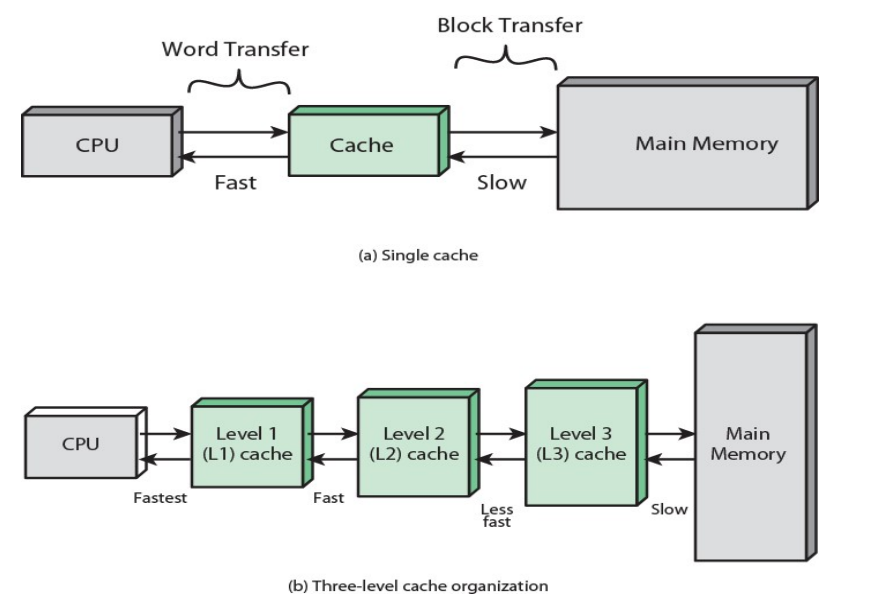 Block Transfer
Word Transfer
CPU
Cache
Main Memory
Fast
Slow
(a) Single cache
CPU
Level 1
(L1) cache
Level 2
(L2) cache
Level 3
(L3) cache
Main
Memory
Fastest
Fast
Less
fast
Slow
(b) Three-level cache organization